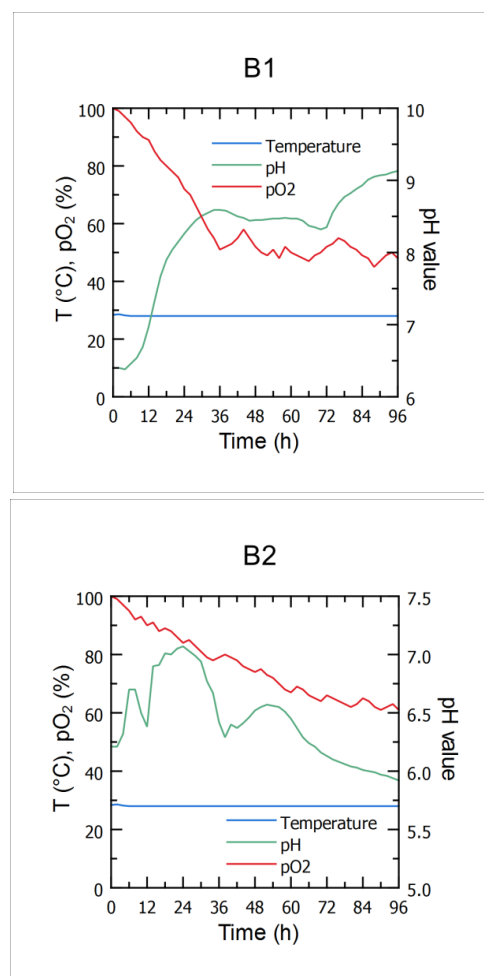 B1
100
80
60
40
20
0
T (°C), pO₂ (%)
Temperature
pH
pO2
10
9
8
7
6
pH value
0 12 24 36 48 60 72 84 96
Time (h)
B2
100
80
60
40
20
0
T (°C), pO₂ (%)
7.5
7.0
6.5
6.0
5.5
5.0
pH value
Temperature
pH
pO2
0 12 24 36 48 60 72 84 96
Time (h)